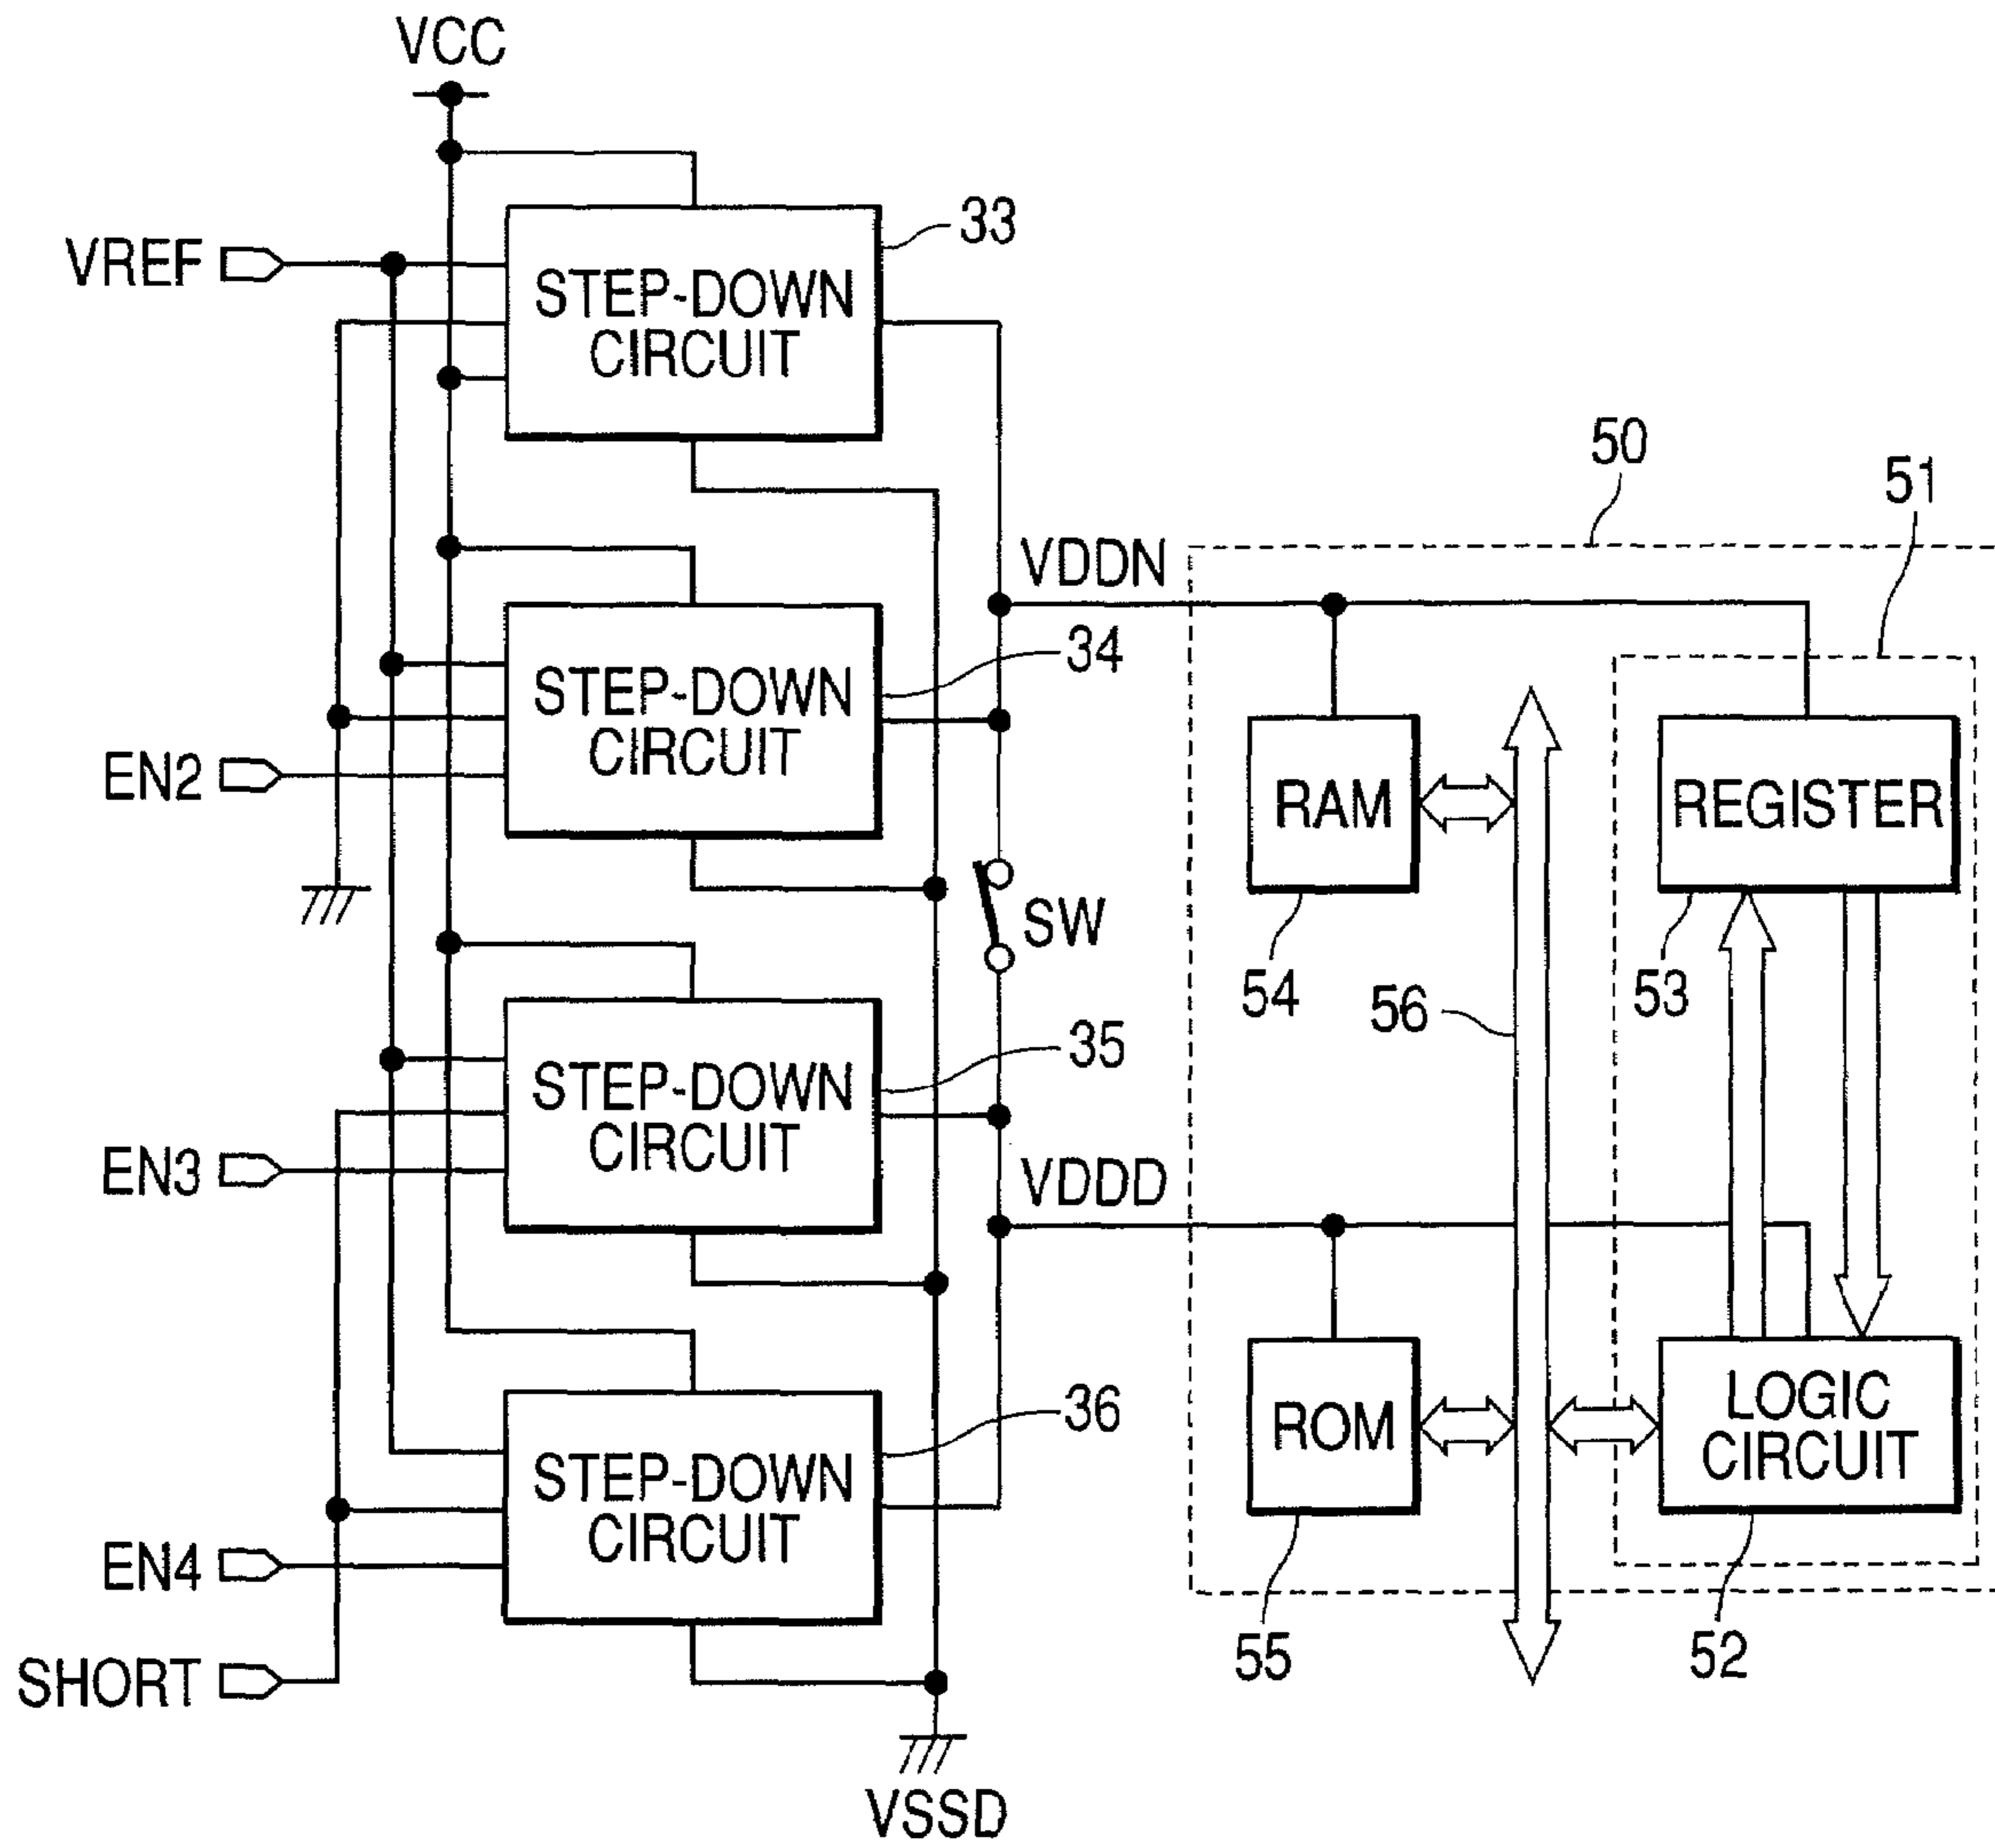 VCC
33
VREF
STEP-DOWN
CIRCUIT
50
51
VDDN
34
STEP-DOWN
CIRCUIT
EN2
RAM
REGISTER
SW
54
56
53
35
STEP-DOWN
CIRCUIT
EN3
VDDD
36
STEP-DOWN
CIRCUIT
ROM
LOGIC
CIRCUIT
EN4
55
52
SHORT
VSSD